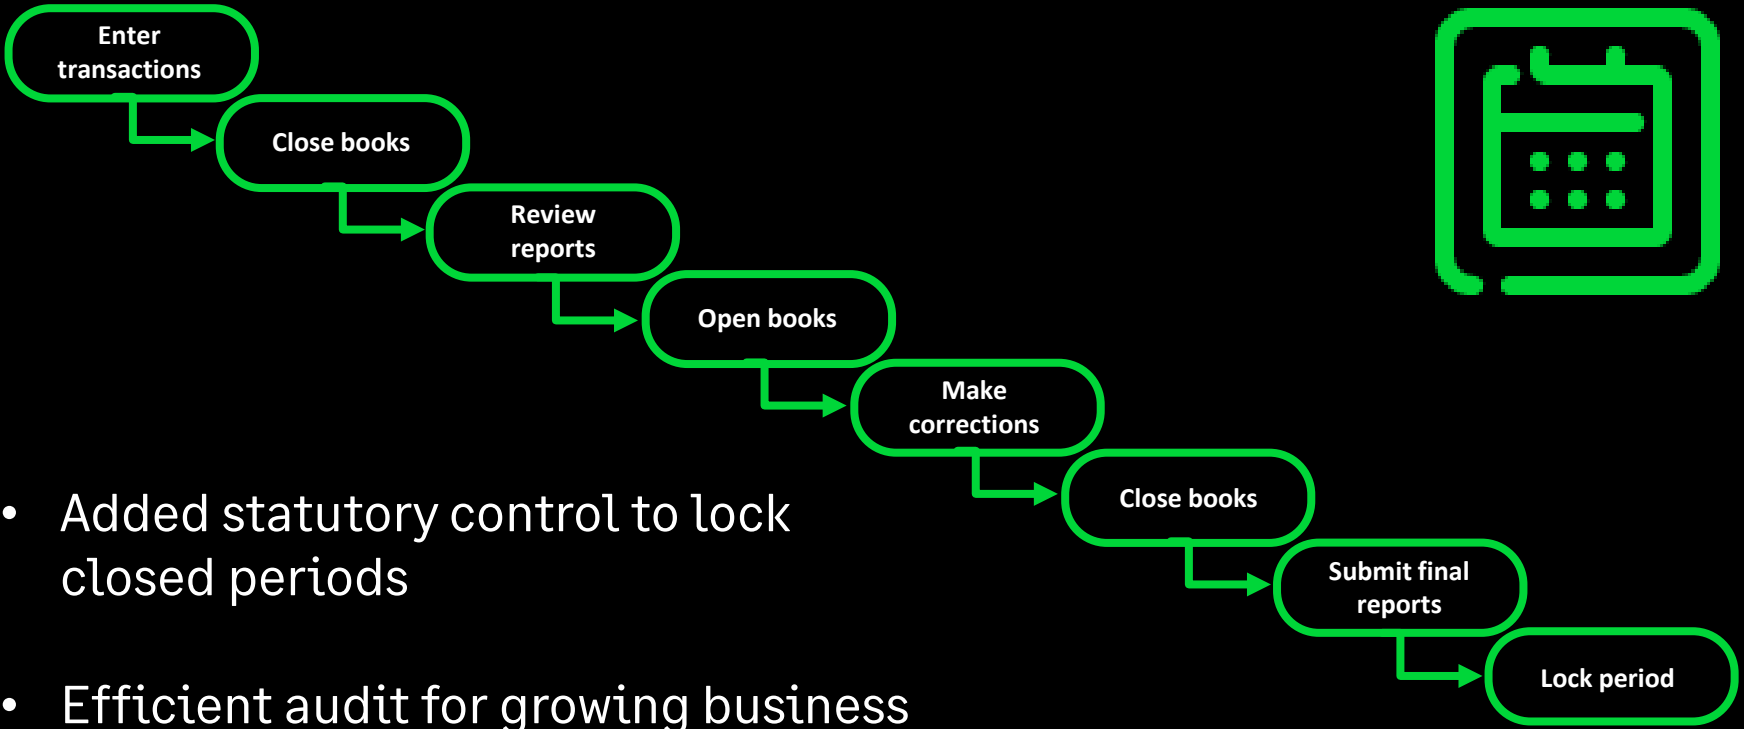 Enter
transactions
Close books
Review
reports
Open books
Make
corrections
Close books
Submit final
reports
Lock period
• Added statutory control to lock
closed periods
• Efficient audit for growing business